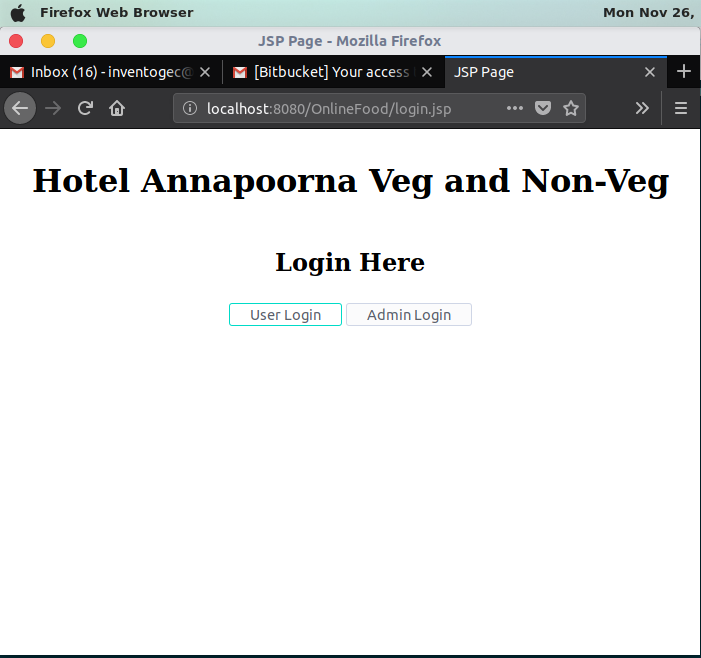 Firefox Web Browser Mon Nov 26,
JSP Page - Mozilla Firefox
Inbox (16) - inventogec@ [Bitbucket] Your access JSP Page
localhost:8080/OnlineFood/login.jsp
Hotel Annapoorna Veg and Non-Veg
Login Here
User Login Admin Login